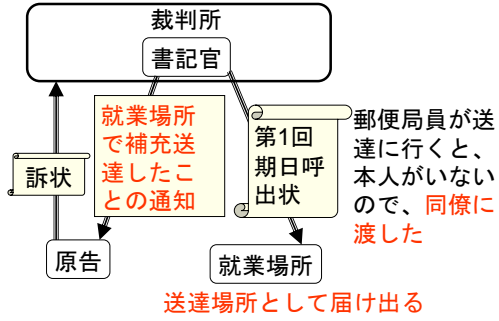 裁判所
書記官
就業場所
で補充送
達したこ
との通知
第1回
期日呼
出状
郵便局員が送
達に行くと、
本人がいない
ので、同僚に
渡した
訴状
原告
就業場所
送達場所として届け出る